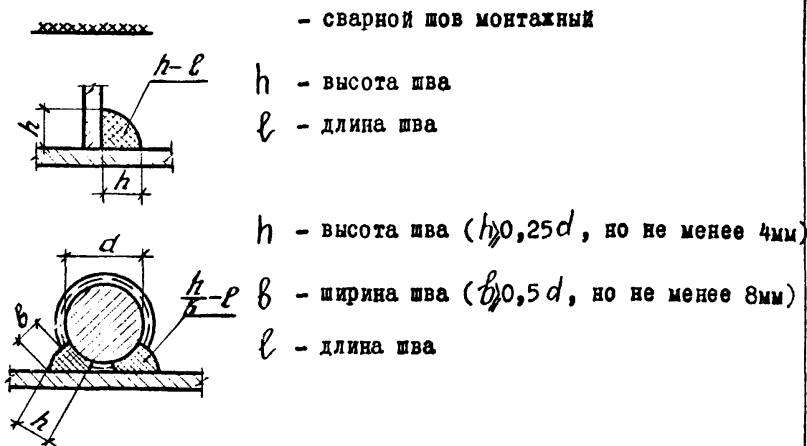 - сварной шов монтажный
h - l
h - высота шва
h
l - длина шва
h
h - высота шва (h⩾0,25d, но не менее 4мм)
d
h/h - l
в - ширина шва (в⩾0,5d, но не менее 8мм)
в
l - длина шва
h